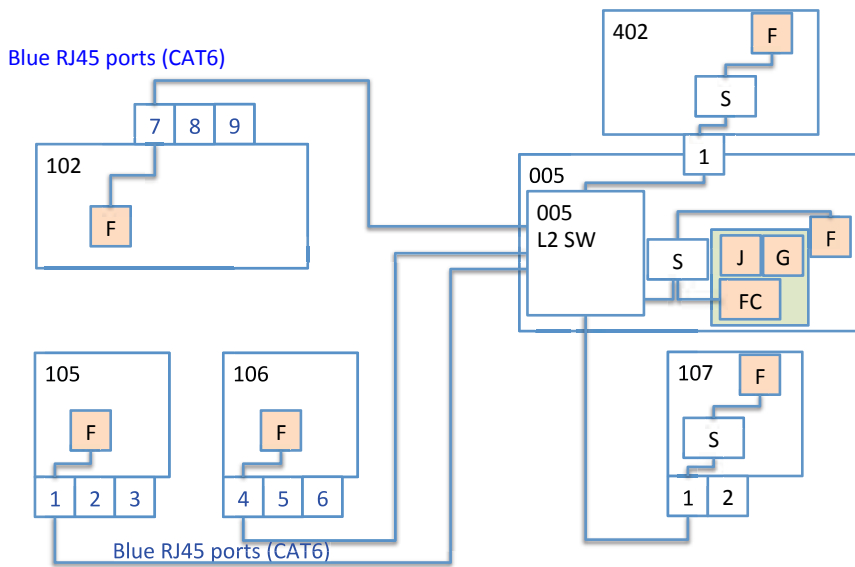 Blue RJ45 ports (CAT6)
402
F
S
1
7 8 9
102
F
005
005
L2 SW
S
F
J G
FC
105
F
1 2 3
106
F
4 5 6
107
F
S
1 2
Blue RJ45 ports (CAT6)